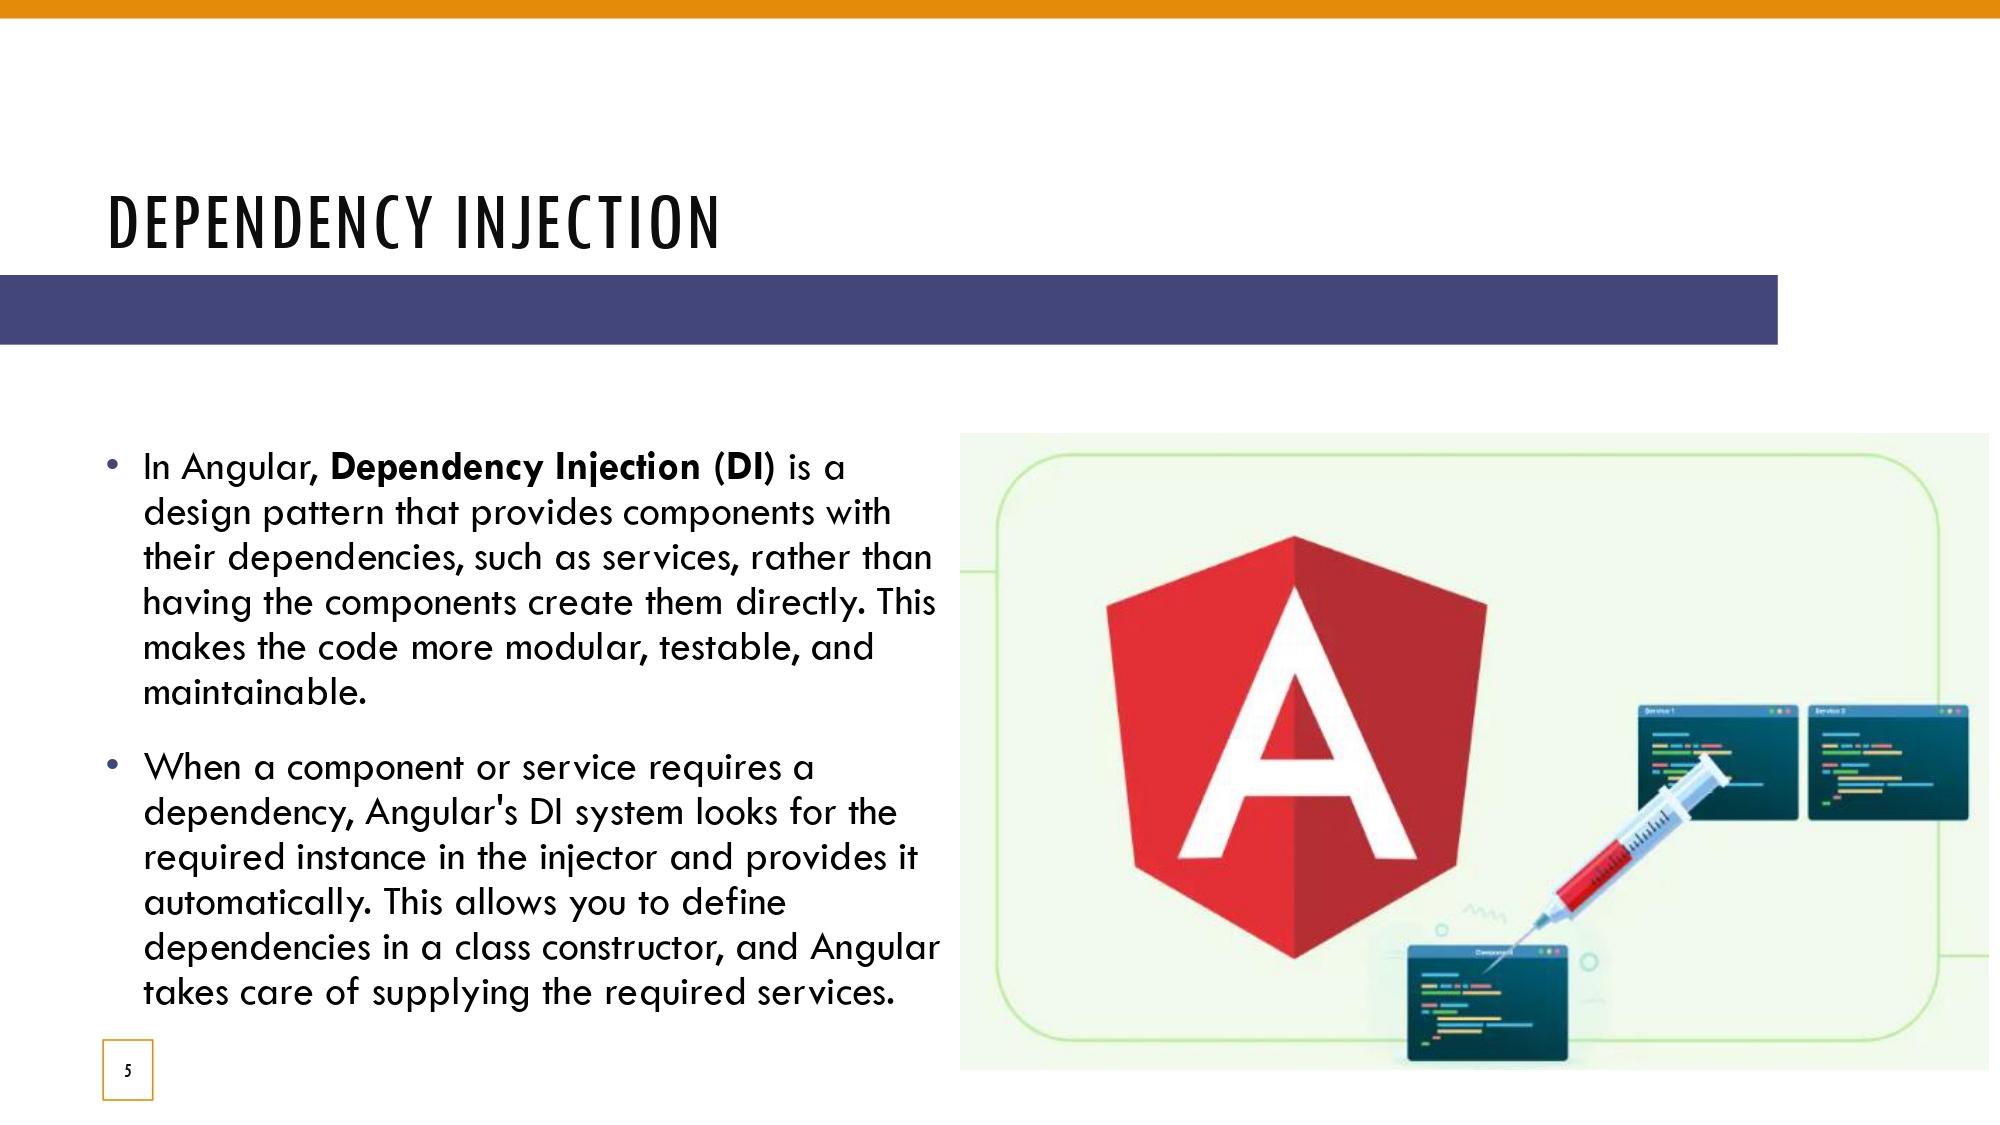 DEPENDENCY INJECTION
• In Angular, Dependency Injection (DI) is a
design pattern that provides components with
their dependencies, such as services, rather than
having the components create them directly. This
makes the code more modular, testable, and
maintainable.
• When a component or service requires a
dependency, Angular's DI system looks for the
required instance in the injector and provides it
automatically. This allows you to define
dependencies in a class constructor, and Angular
takes care of supplying the required services.
A
Service 1
Service 2
5